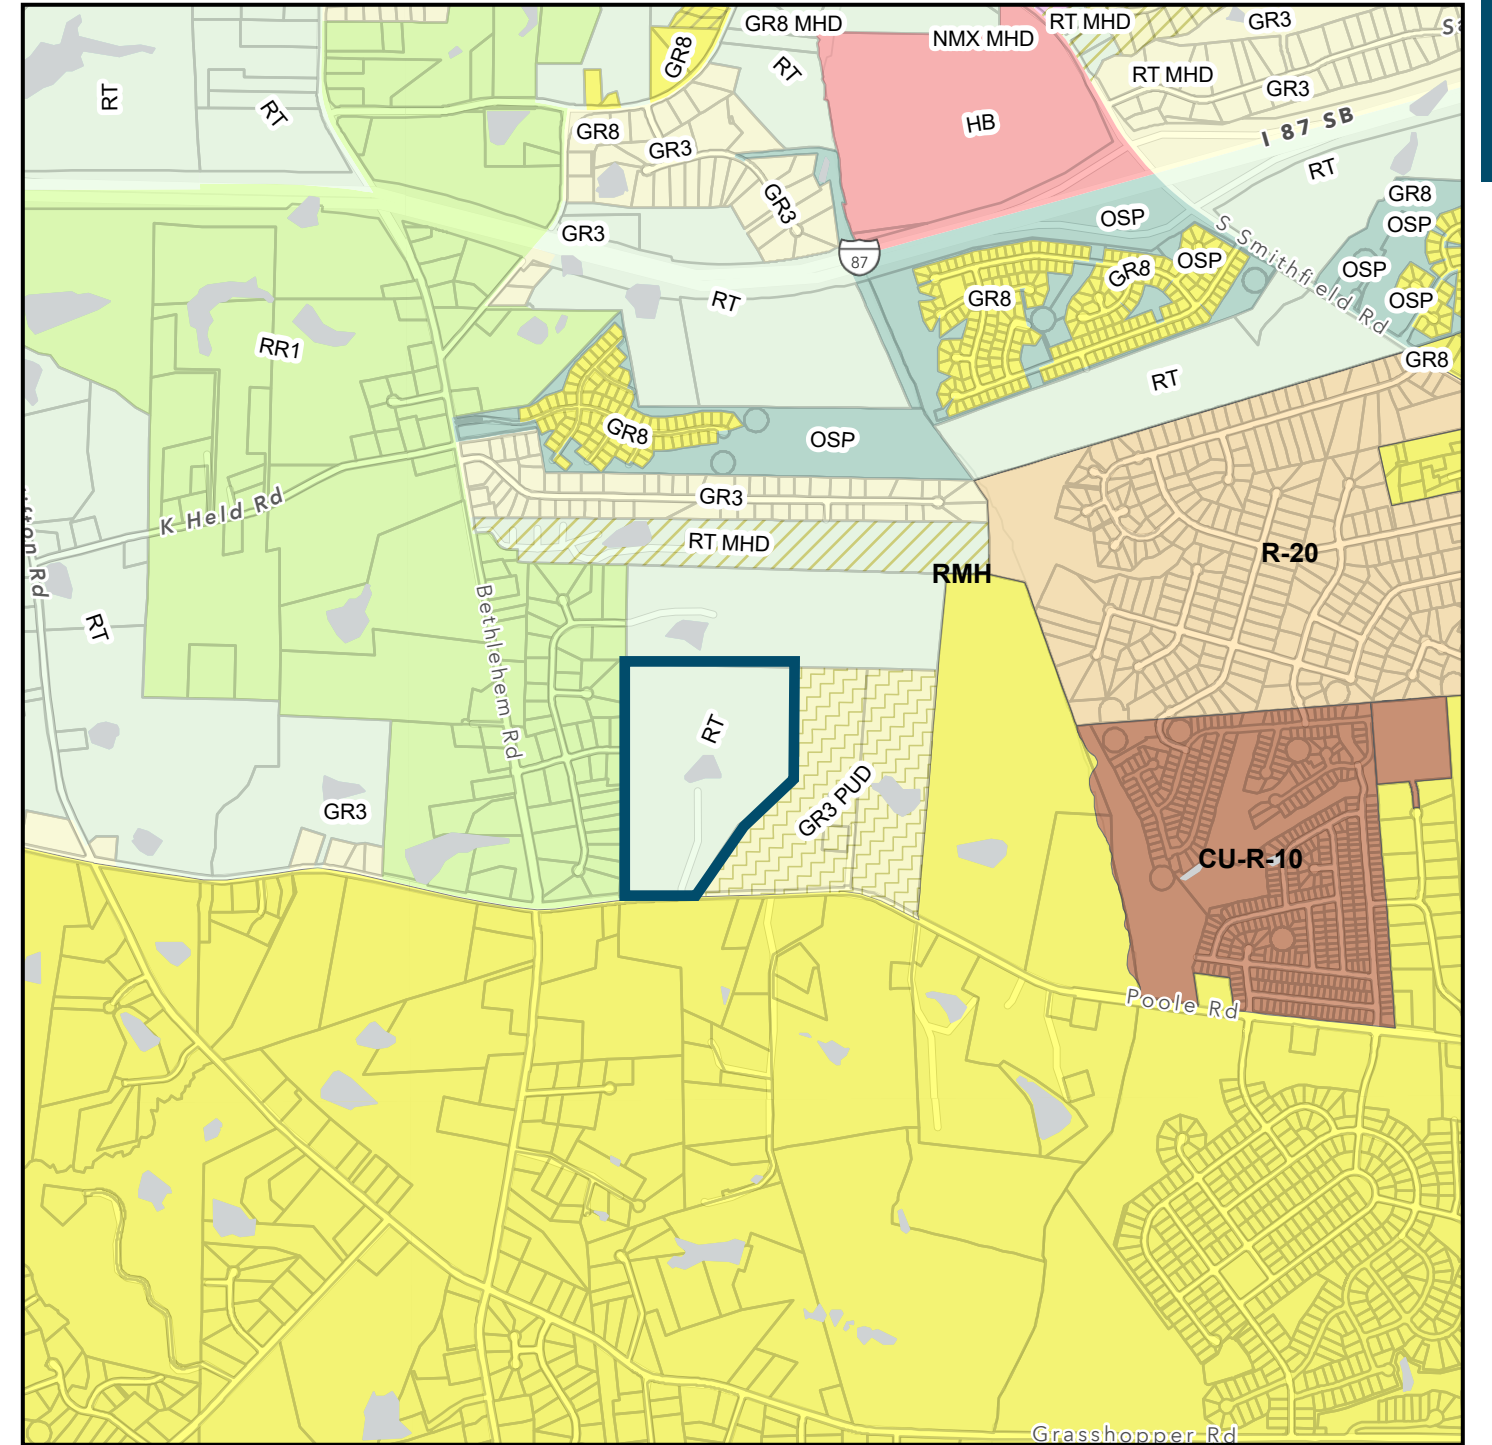 GR8 MHD
RT MHD
GR3
GR8
NMX MHD
RT
RT MHD
RT
GR3
RT
HB
I 87 SB
GR8
GR3
RT
GR3
GR8
OSP
OSP
S Smithfield Rd
GR3
OSP
87
OSP
GR8
GR8
OSP
RT
RR1
GR8
RT
GR8
OSP
K Held Rd
GR3
RT MHD
R-20
RMH
Bethlehem Rd
RT
RT
GR3 PUD
GR3
CU-R-10
Poole Rd
Grasshopper Rd